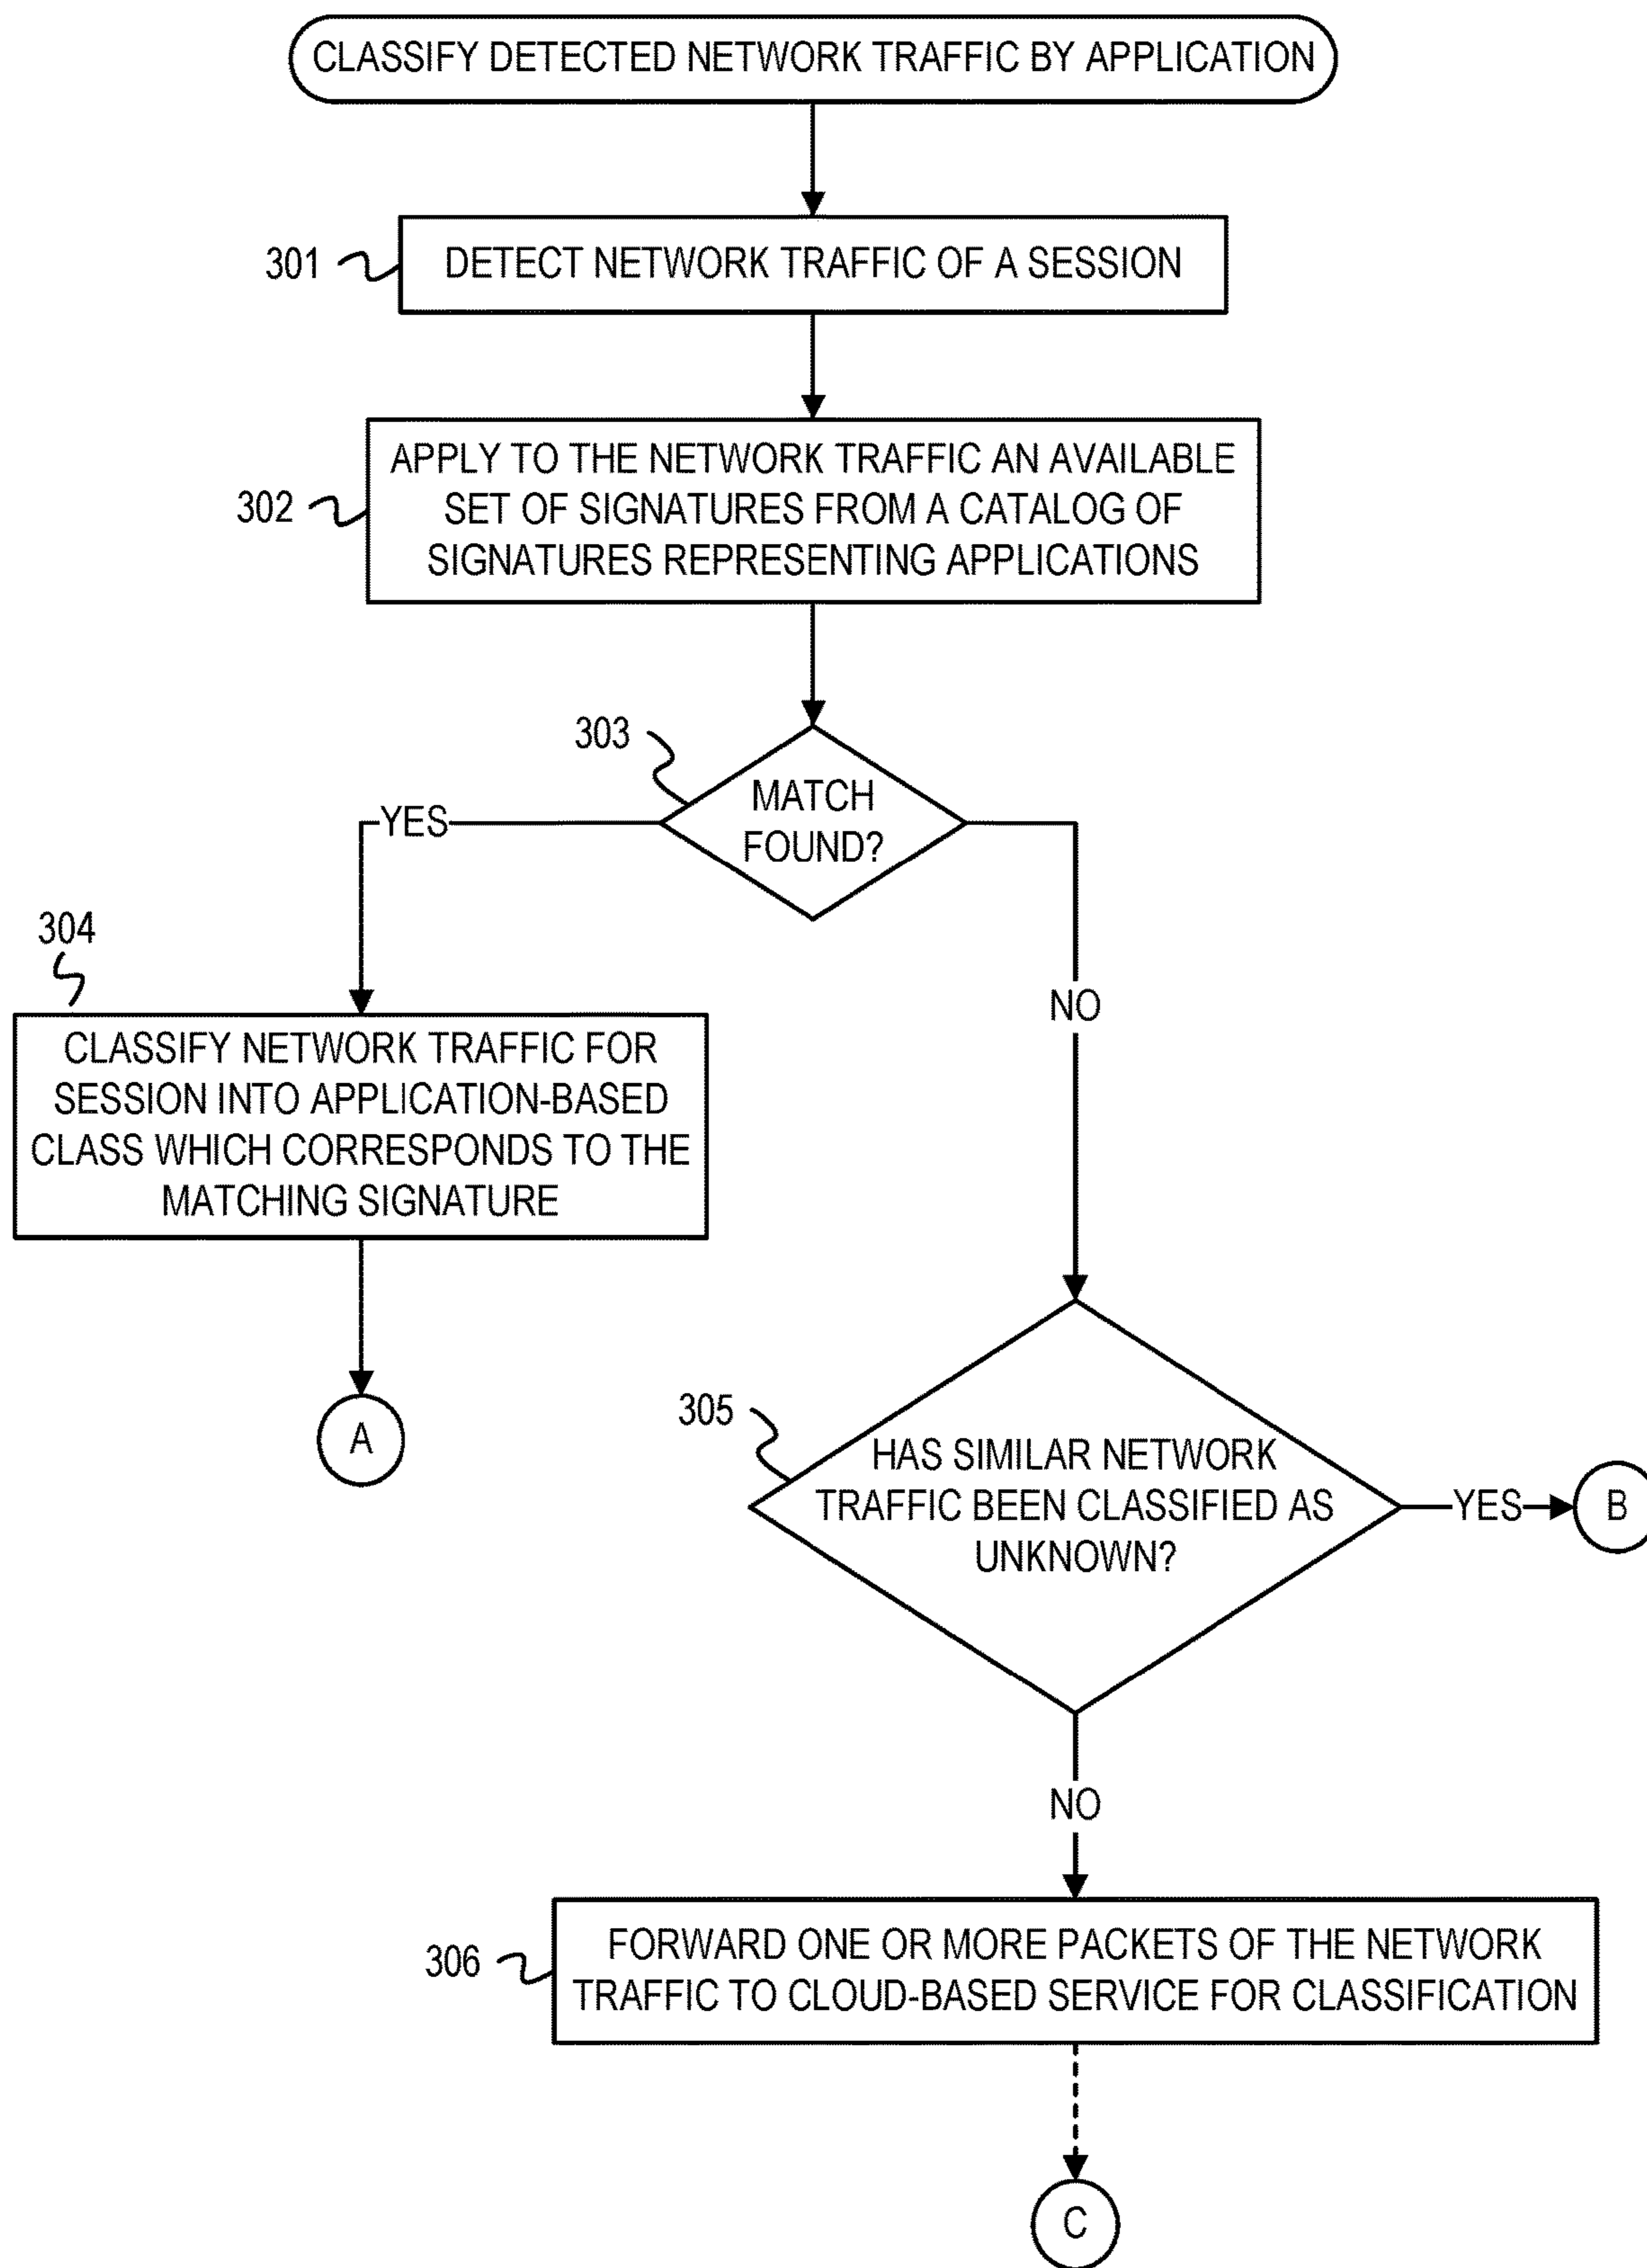 CLASSIFY DETECTED NETWORK TRAFFIC BY APPLICATION
301
DETECT NETWORK TRAFFIC OF A SESSION
302
APPLY TO THE NETWORK TRAFFIC AN AVAILABLE
SET OF SIGNATURES FROM A CATALOG OF
SIGNATURES REPRESENTING APPLICATIONS
303
MATCH
FOUND?
YES
NO
304
CLASSIFY NETWORK TRAFFIC FOR
SESSION INTO APPLICATION-BASED
CLASS WHICH CORRESPONDS TO THE
MATCHING SIGNATURE
A
305
HAS SIMILAR NETWORK
TRAFFIC BEEN CLASSIFIED AS
UNKNOWN?
YES
B
NO
306
FORWARD ONE OR MORE PACKETS OF THE NETWORK
TRAFFIC TO CLOUD-BASED SERVICE FOR CLASSIFICATION
C